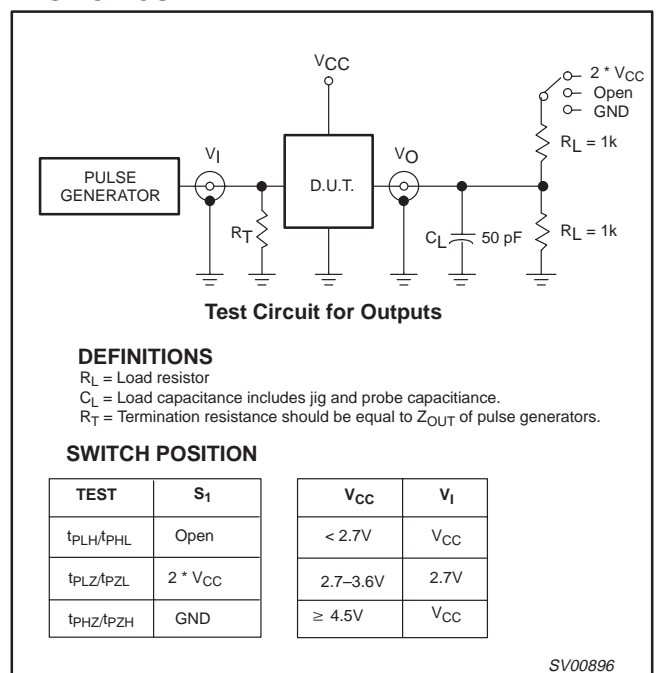 VCC
2 * VCC
Open
GND
RL = 1k
VI
VO
PULSE
GENERATOR
D.U.T.
RT
CL
50 pF
RL = 1k
Test Circuit for Outputs
DEFINITIONS
RL = Load resistor
CL = Load capacitance includes jig and probe capacitiance.
RT = Termination resistance should be equal to ZOUT of pulse generators.
SWITCH POSITION
TEST S1
tPLH/tPHL Open
tPLZ/tPZL 2 * VCC
tPHZ/tPZH GND
VCC VI
< 2.7V VCC
2.7–3.6V 2.7V
≥ 4.5V VCC
SV00896